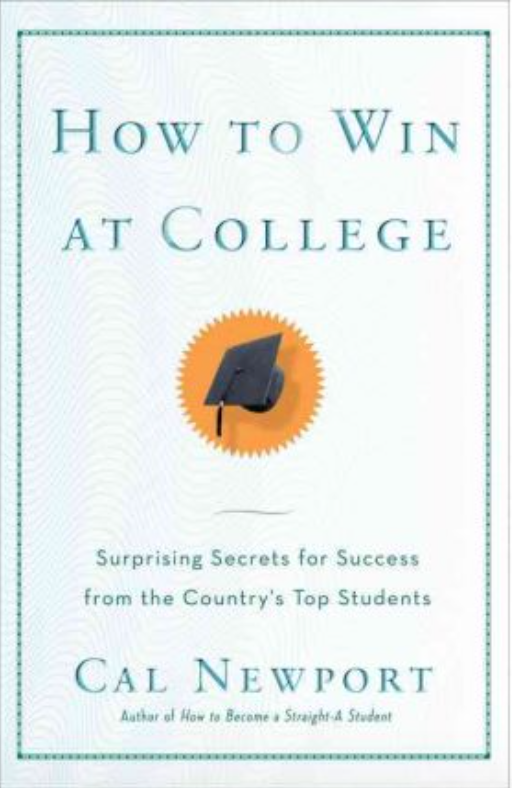 How to Win
at College
Surprising Secrets for Success
from the Country's Top Students
Cal Newport
Author of How to Become a Straight-A Student